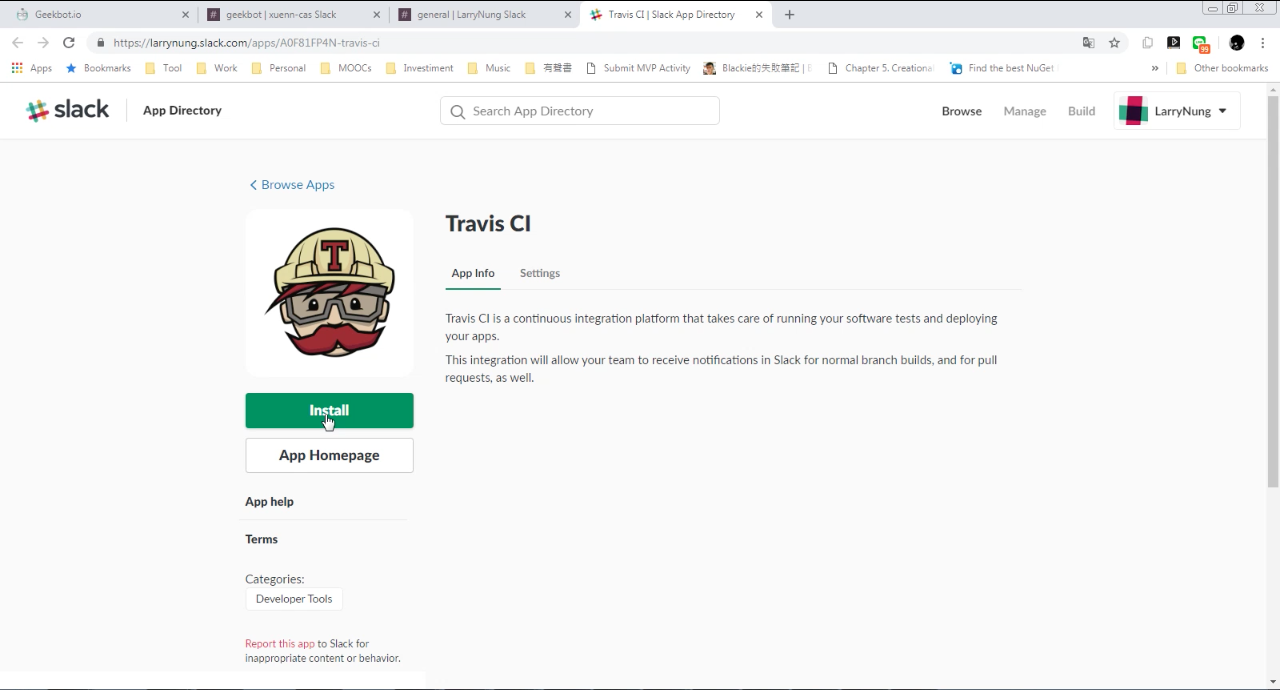 Geekbot.io
geekbot | xuenn-cas Slack
general | LarryNung Slack
Travis CI | Slack App Directory
https://larrynung.slack.com/apps/A0F81FP4N-travis-ci
99
Apps
Bookmarks
Tool
Work
Personal
MOOCs
Investiment
Music
有聲書
Submit MVP Activity
Blackie的失敗筆記 |
Chapter 5. Creational
Find the best NuGet
»
Other bookmarks
slack
App Directory
Search App Directory
Browse
Manage
Build
LarryNung
Browse Apps
T
Travis CI
App Info
Settings
Travis CI is a continuous integration platform that takes care of running your software tests and deploying
your apps.
This integration will allow your team to receive notifications in Slack for normal branch builds, and for pull
requests, as well.
Install
App Homepage
App help
Terms
Categories:
Developer Tools
Report this app to Slack for
inappropriate content or behavior.